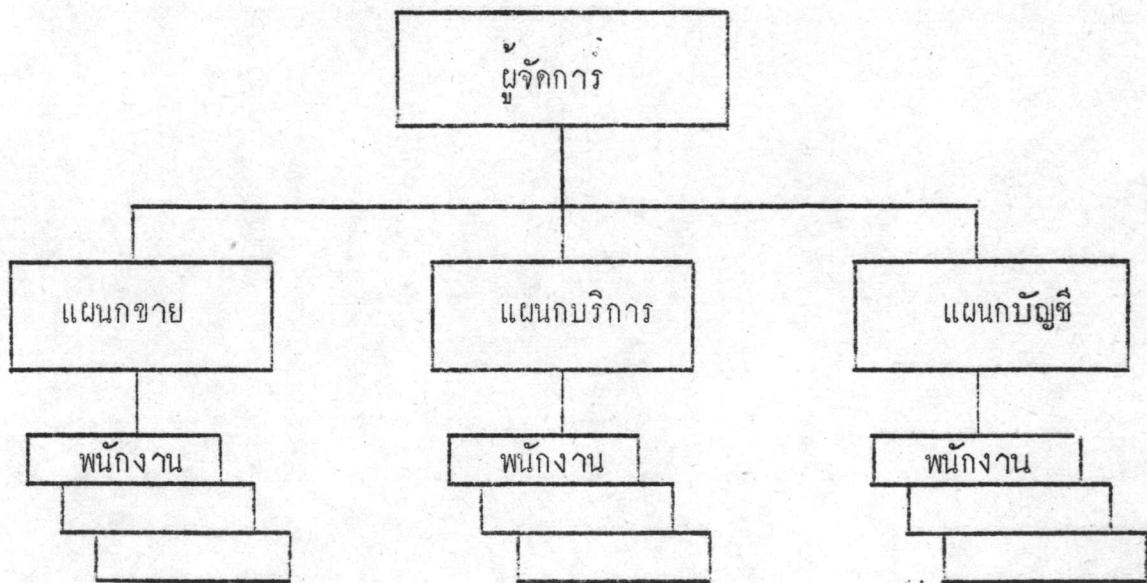 ผู้จัดการ
แผนกขาย แผนกบริการ แผนกบัญชี
พนักงาน พนักงาน พนักงาน